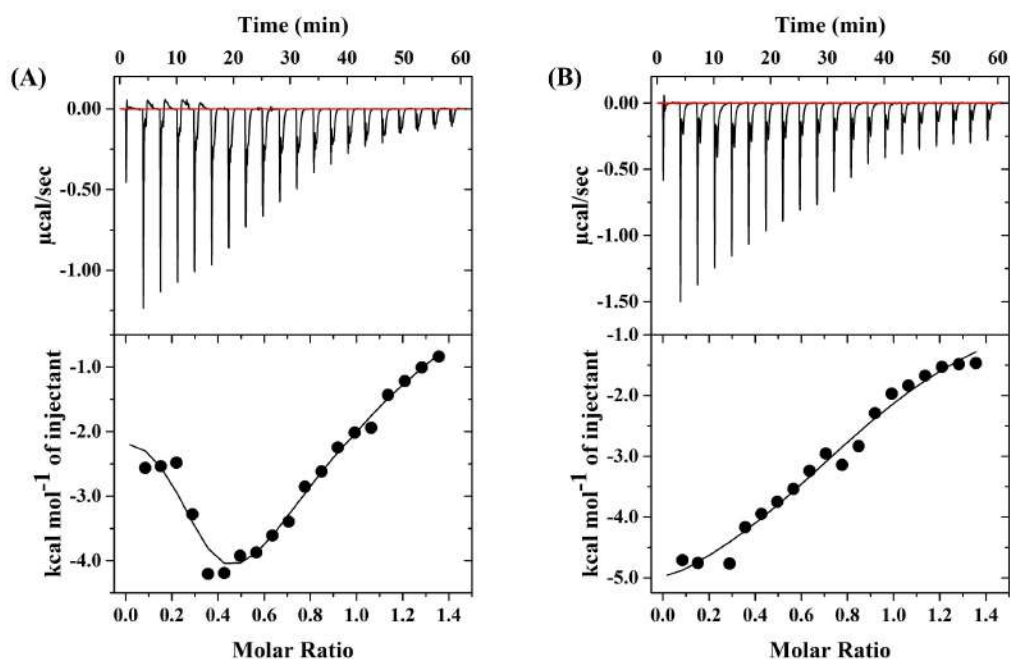 (A)
Time (min)
0 10 20 30 40 50 60
µcal/sec
0.00
-0.50
-1.00
kcal mol⁻¹ of injectant
-1.0
-2.0
-3.0
-4.0
0.0 0.2 0.4 0.6 0.8 1.0 1.2 1.4
Molar Ratio
(B)
Time (min)
0 10 20 30 40 50 60
µcal/sec
0.00
-0.50
-1.00
-1.50
kcal mol⁻¹ of injectant
-1.0
-2.0
-3.0
-4.0
-5.0
0.0 0.2 0.4 0.6 0.8 1.0 1.2 1.4
Molar Ratio